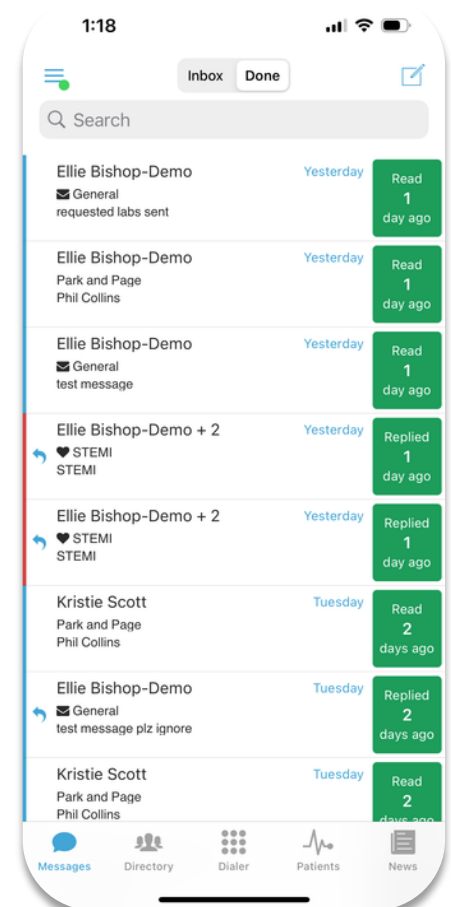 1:18
Inbox Done
Search
Ellie Bishop-Demo Yesterday
General
requested labs sent
Read
1
day ago
Ellie Bishop-Demo Yesterday
Park and Page
Phil Collins
Read
1
day ago
Ellie Bishop-Demo Yesterday
General
test message
Read
1
day ago
Ellie Bishop-Demo + 2 Yesterday
STEMI
STEMI
Replied
1
day ago
Ellie Bishop-Demo + 2 Yesterday
STEMI
STEMI
Replied
1
day ago
Kristie Scott Tuesday
Park and Page
Phil Collins
Read
2
days ago
Ellie Bishop-Demo Tuesday
General
test message plz ignore
Replied
2
days ago
Kristie Scott Tuesday
Park and Page
Phil Collins
Read
2
days ago
Messages Directory Dialer Patients News